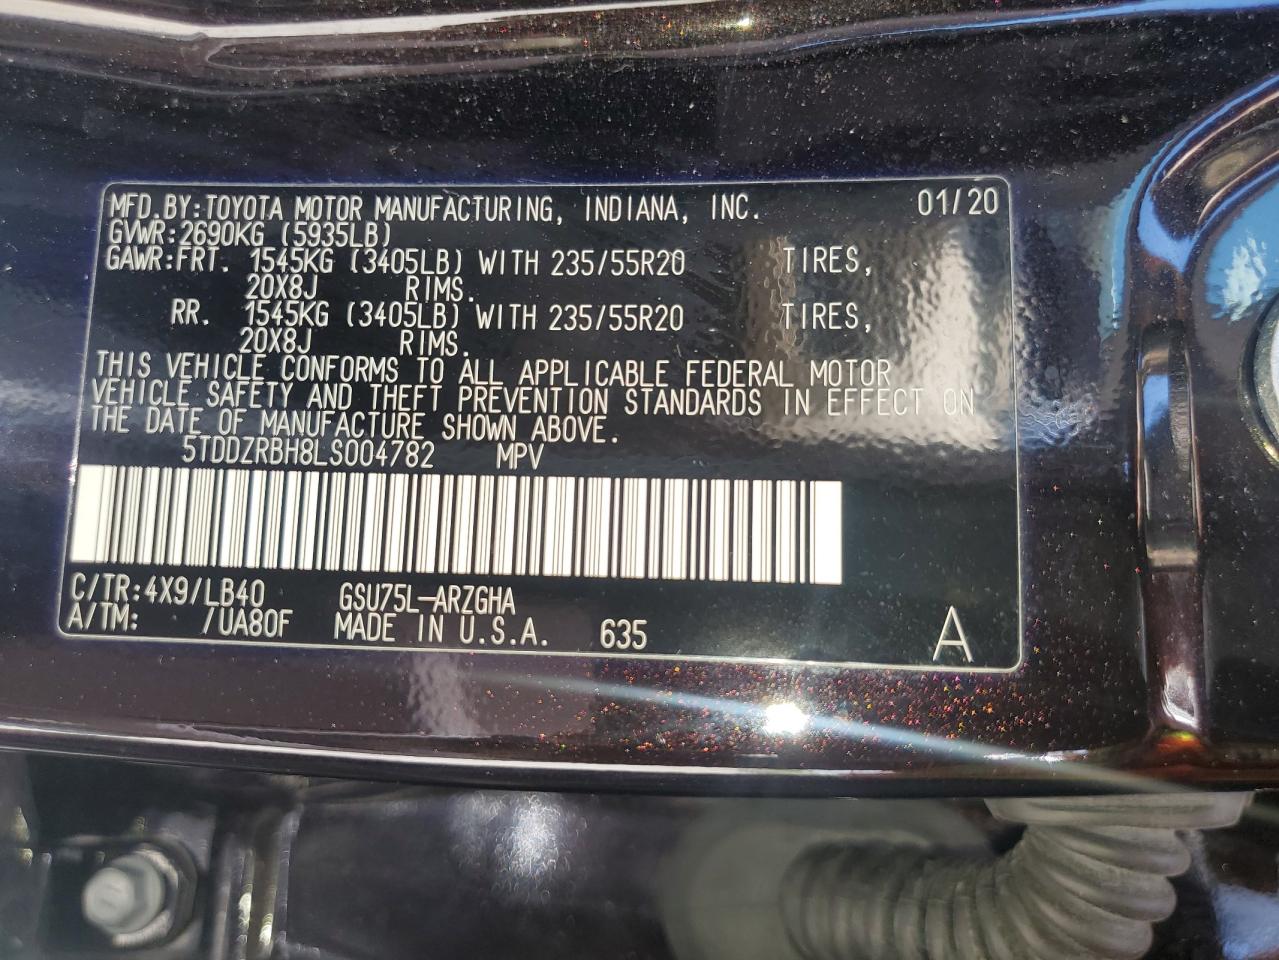 MFD.BY:TOYOTA MOTOR MANUFACTURING, INDIANA, INC. 01/20
GVWR:2690KG (5935LB)
GAWR:FRT. 1545KG (3405LB) WITH 235/55R20 TIRES,
20X8J RIMS.
RR. 1545KG (3405LB) WITH 235/55R20 TIRES,
20X8J RIMS.
THIS VEHICLE CONFORMS TO ALL APPLICABLE FEDERAL MOTOR
VEHICLE SAFETY AND THEFT PREVENTION STANDARDS IN EFFECT ON
THE DATE OF MANUFACTURE SHOWN ABOVE.
5TDDZRBH8LS004782 MPV
C/TR:4X9/LB40 GSU75L-ARZGHA
A/TM: /UA80F MADE IN U.S.A. 635 A